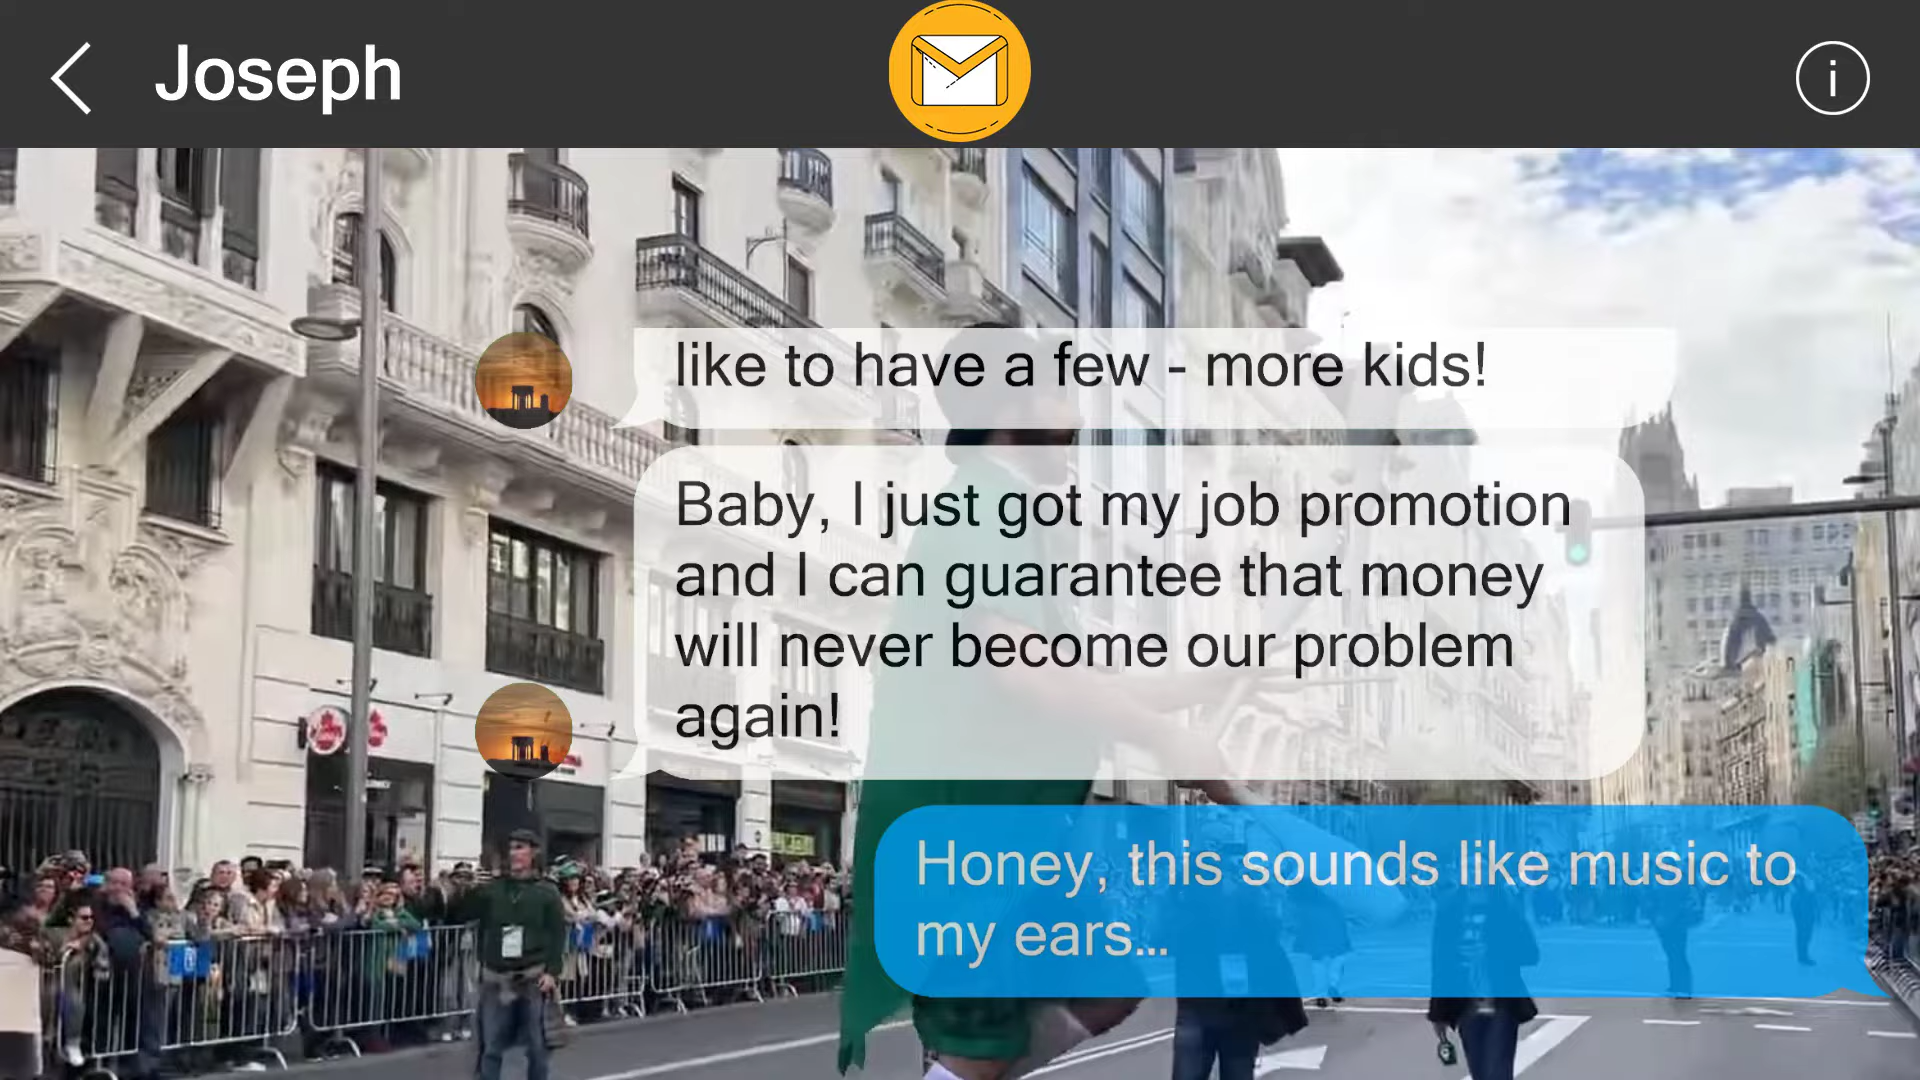 Joseph
like to have a few - more kids!
Baby, I just got my job promotion
and I can guarantee that money
will never become our problem
again!
Honey, this sounds like music to
my ears...